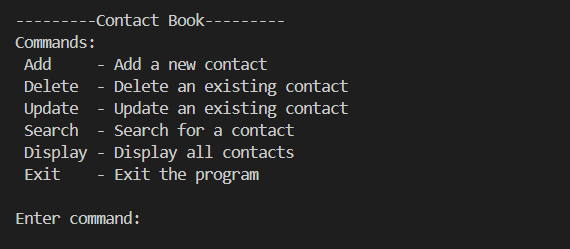 ---------Contact Book---------
Commands:
 Add     - Add a new contact
 Delete  - Delete an existing contact
 Update  - Update an existing contact
 Search  - Search for a contact
 Display - Display all contacts
 Exit    - Exit the program
Enter command: